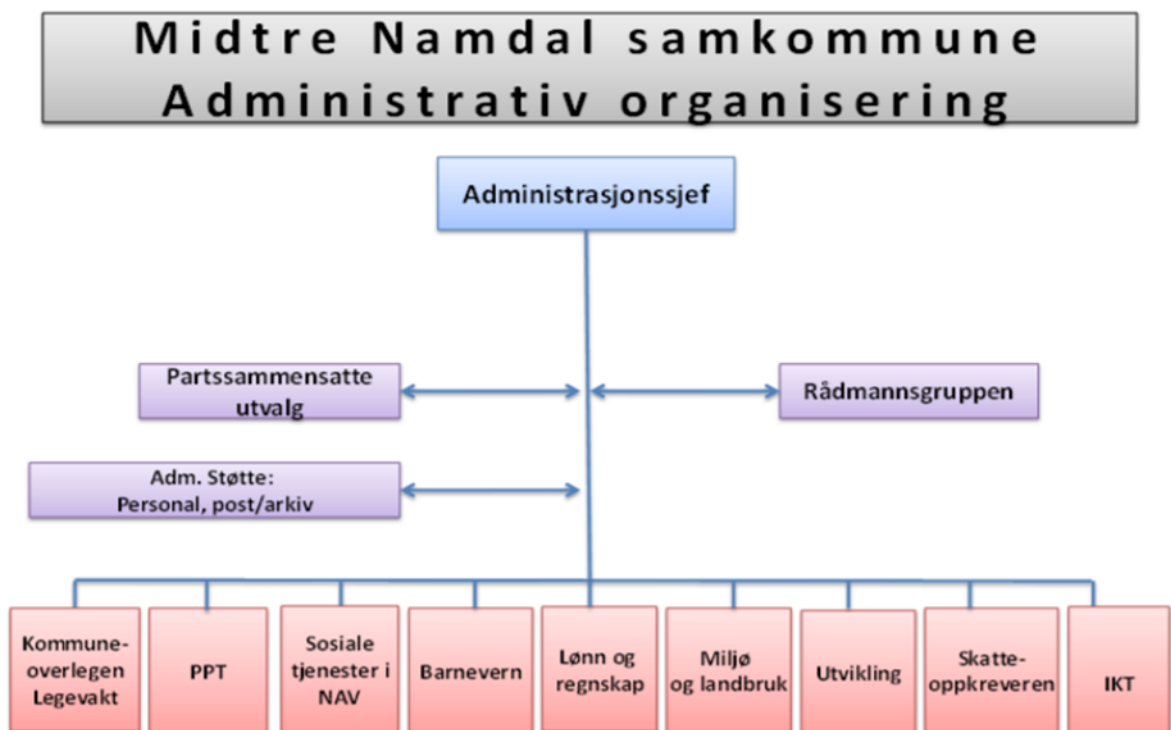 Midtre Namdal samkommune
Administrativ organisering
Administrasjonssjef
Partssammensatte
utvalg
Rådmannsgruppen
Adm. Støtte:
Personal, post/arkiv
Kommune-
overlegen
Legevakt
PPT
Sosiale
tjenester i
NAV
Barnevern
Lønn og
regnskap
Miljø
og landbruk
Utvikling
Skatte-
oppkreveren
IKT